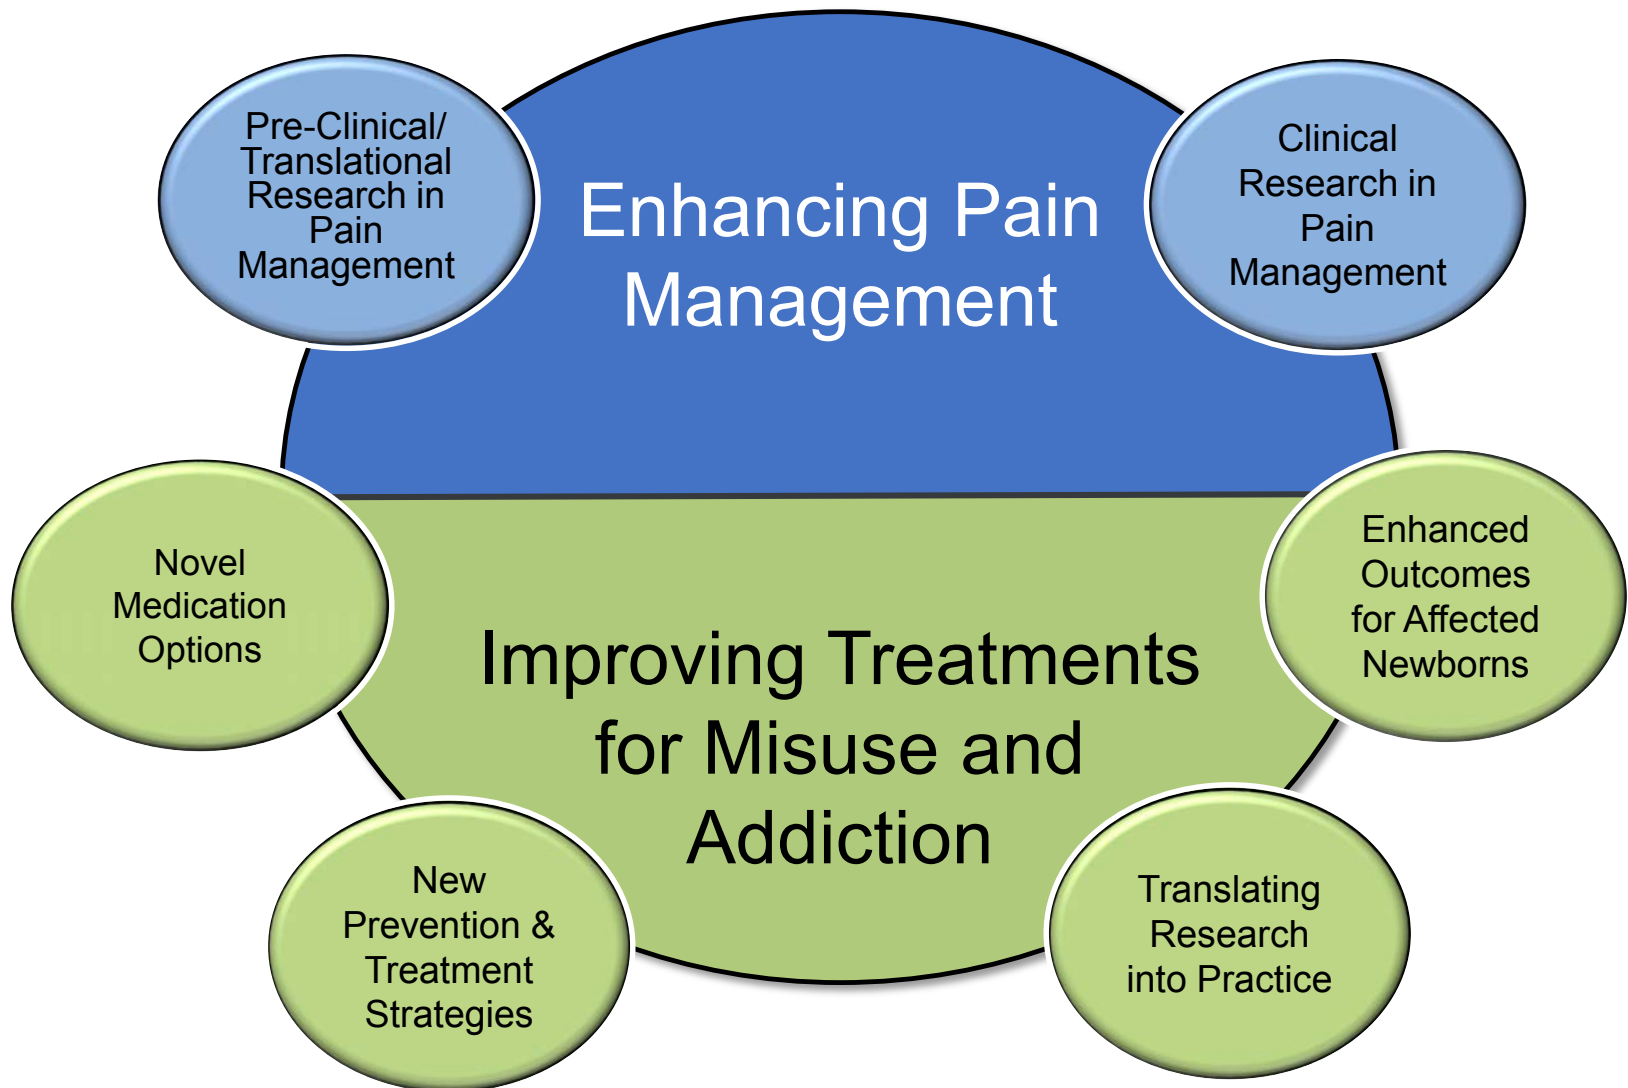 Pre-Clinical/
Translational
Research in
Pain
Management
Enhancing Pain
Management
Clinical
Research in
Pain
Management
Novel
Medication
Options
Improving Treatments
for Misuse and
Addiction
Enhanced
Outcomes
for Affected
Newborns
New
Prevention &
Treatment
Strategies
Translating
Research
into Practice